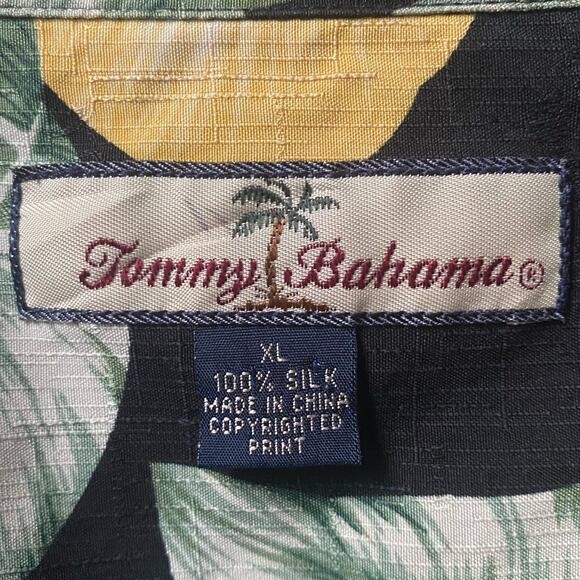 Tommy Bahama®
XL
100% SILK
MADE IN CHINA
COPYRIGHTED
PRINT